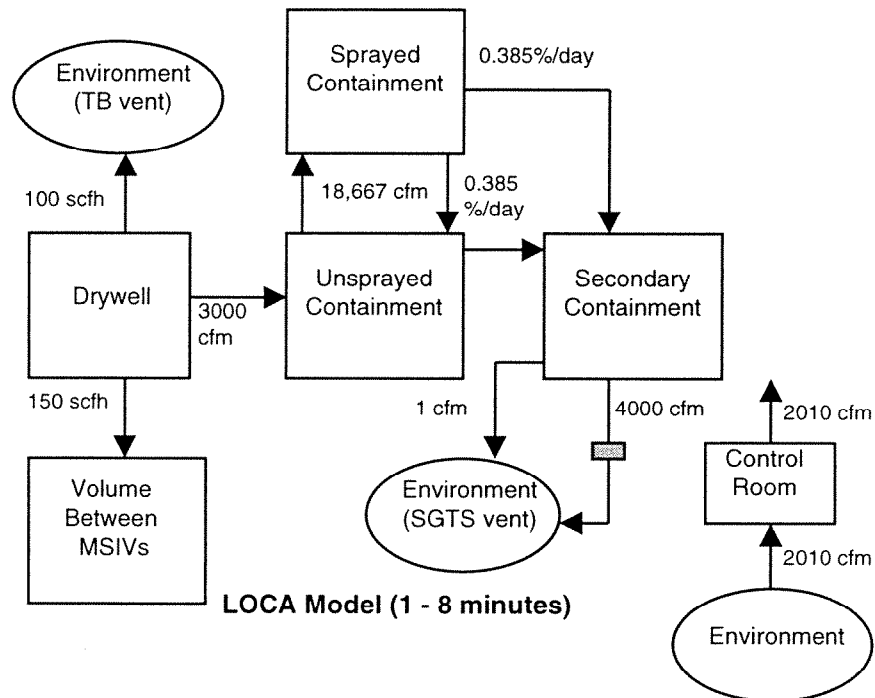 Sprayed
Containment
0.385%/day
Environment
(TB vent)
100 scfh
18,667 cfm
0.385
%/day
Drywell
3000
cfm
Unsprayed
Containment
Secondary
Containment
150 scfh
1 cfm
4000 cfm
2010 cfm
Volume
Between
MSIVs
Environment
(SGTS vent)
Control
Room
2010 cfm
LOCA Model (1 - 8 minutes)
Environment